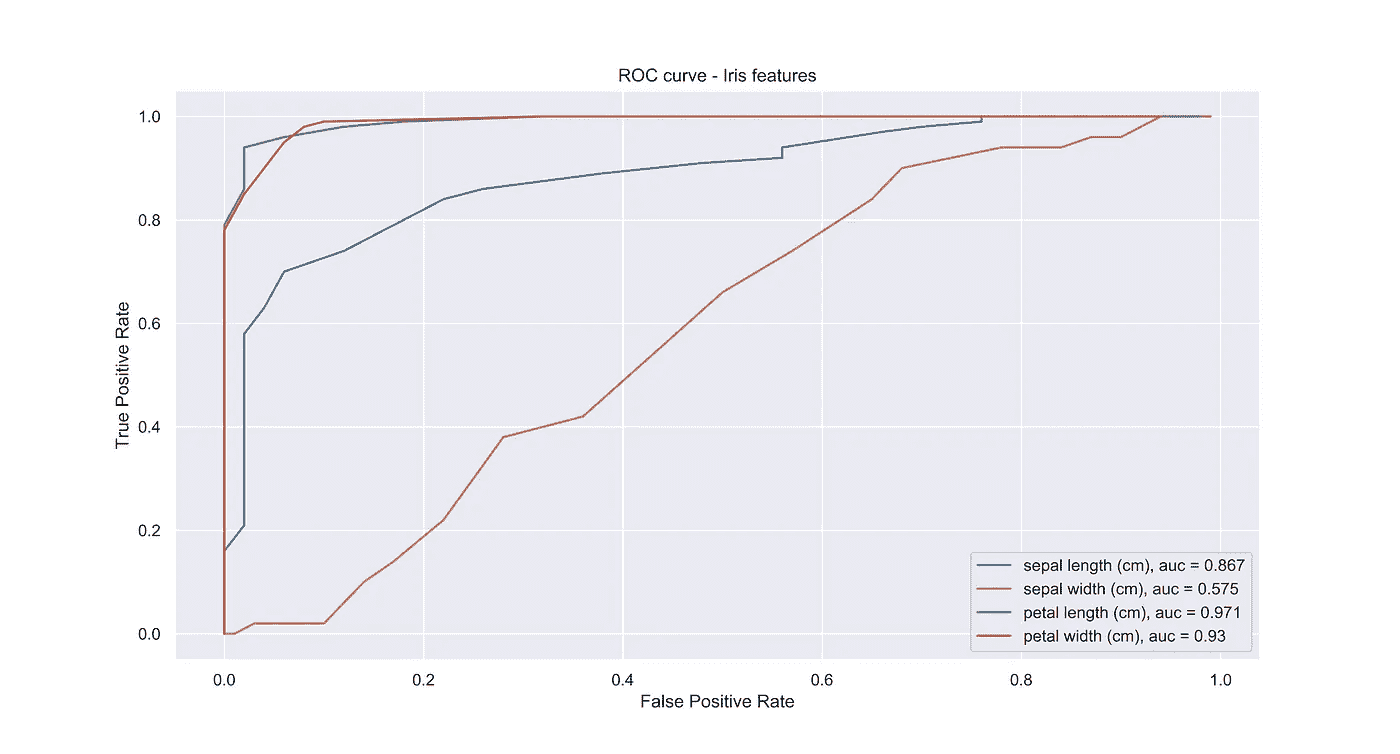 ROC curve - Iris features
1.0
0.8
0.6
0.4
0.2
0.0
True Positive Rate
sepal length (cm), auc = 0.867
sepal width (cm), auc = 0.575
petal length (cm), auc = 0.971
petal width (cm), auc = 0.93
0.0 0.2 0.4 0.6 0.8 1.0
False Positive Rate